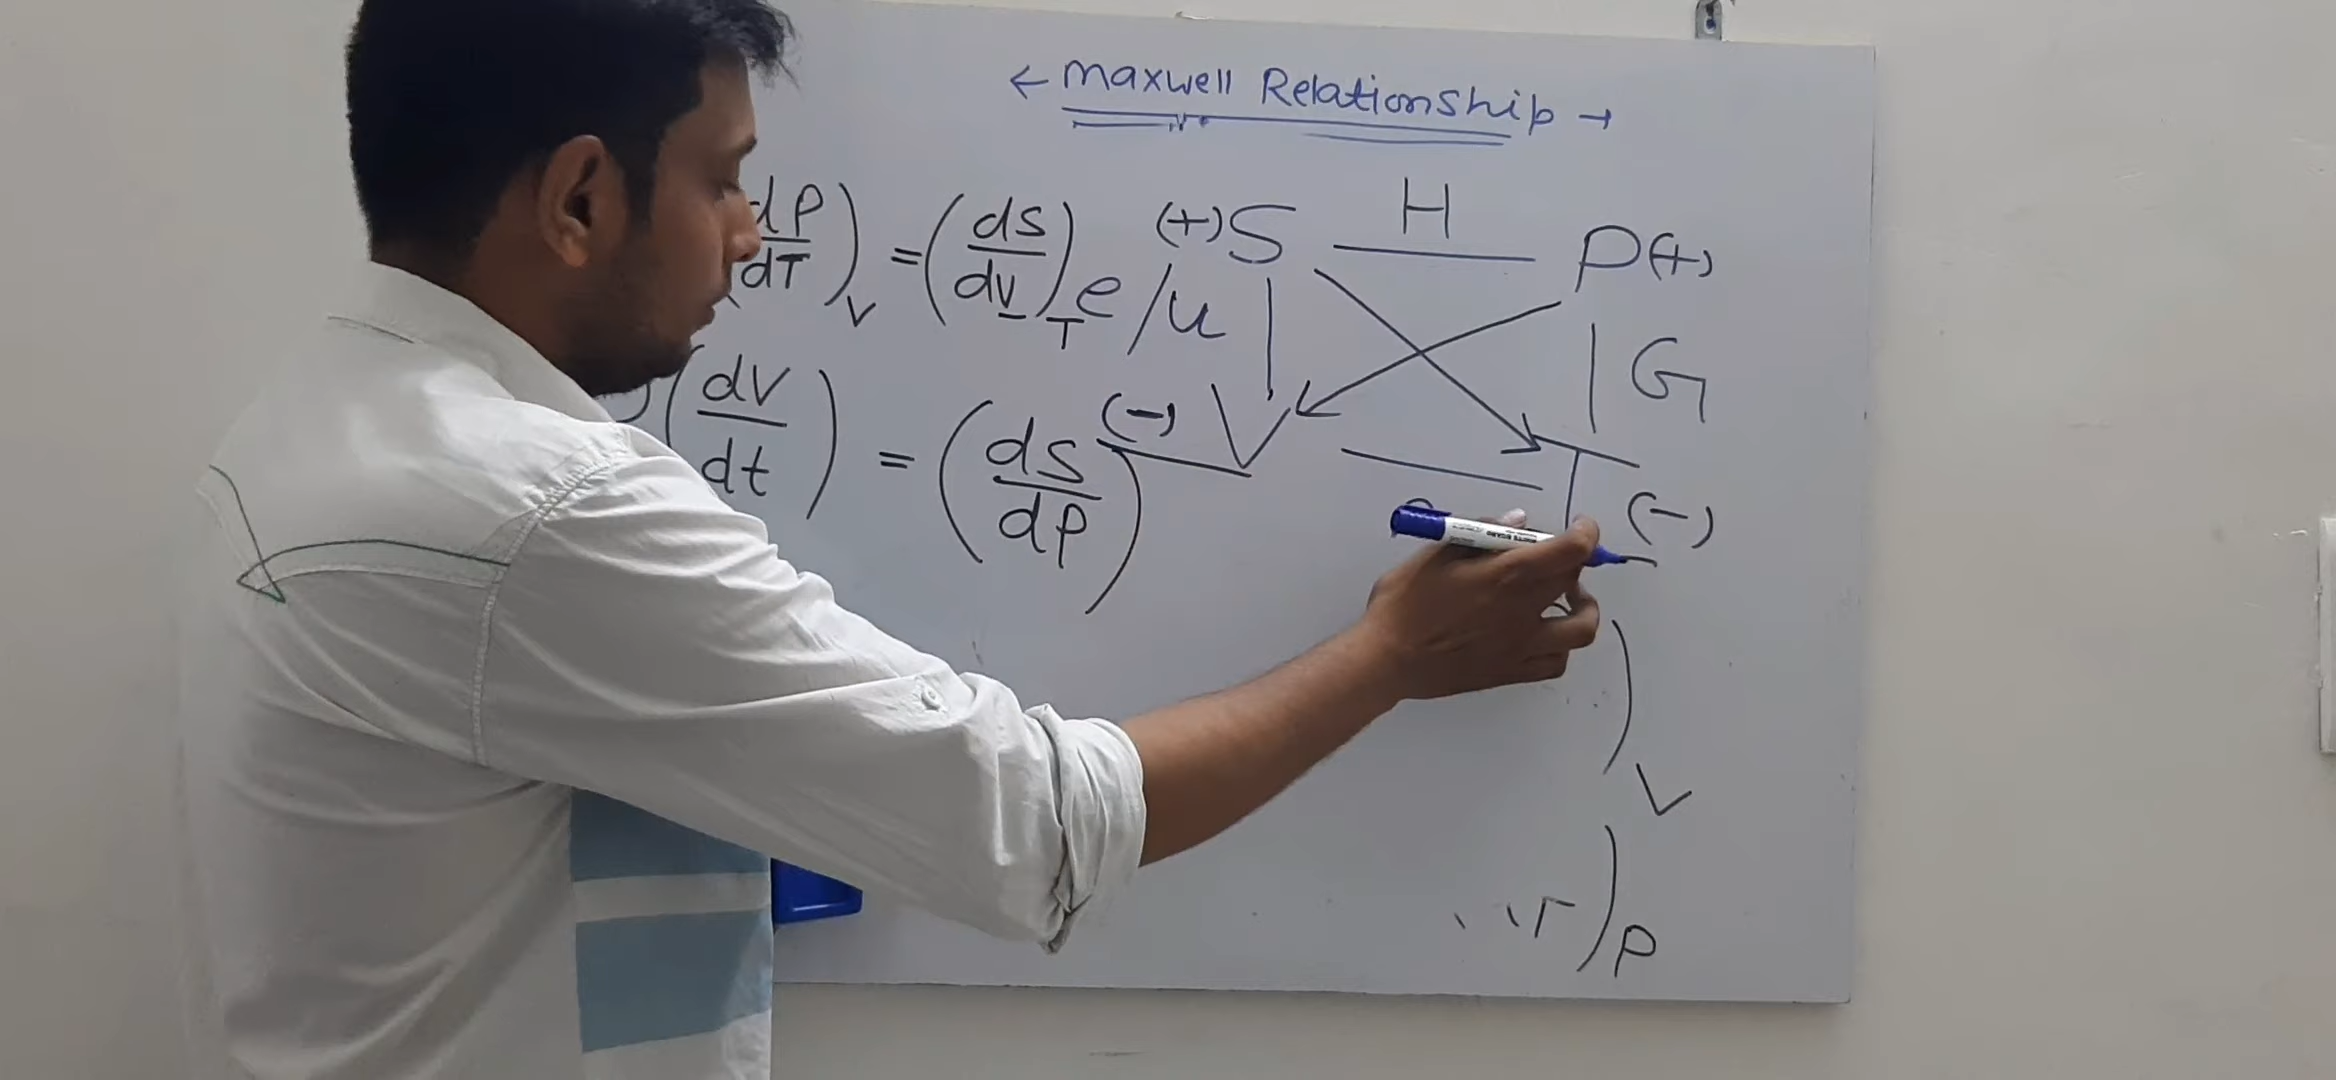 ← Maxwell Relationship →
(dP/dT)V = (ds/dv)T
(dv/dt) = (ds/dp)
(+)S H P(+)
e/u G
(-) V T (-)
)V
T)P